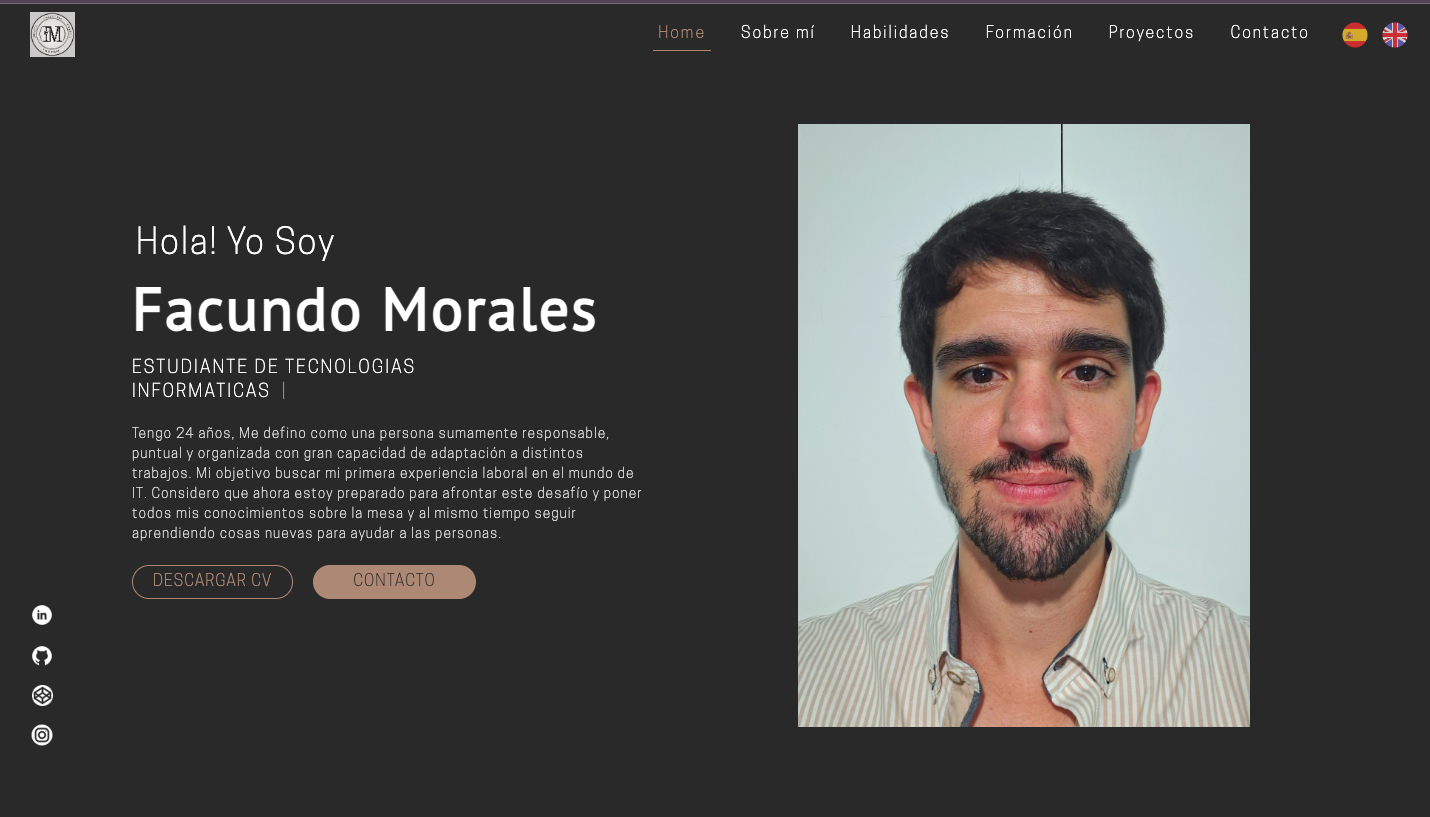 Home Sobre mí Habilidades Formación Proyectos Contacto
Hola! Yo Soy
Facundo Morales
ESTUDIANTE DE TECNOLOGIAS
INFORMATICAS |
Tengo 24 años, Me defino como una persona sumamente responsable,
puntual y organizada con gran capacidad de adaptación a distintos
trabajos. Mi objetivo buscar mi primera experiencia laboral en el mundo de
IT. Considero que ahora estoy preparado para afrontar este desafío y poner
todos mis conocimientos sobre la mesa y al mismo tiempo seguir
aprendiendo cosas nuevas para ayudar a las personas.
DESCARGAR CV CONTACTO
in